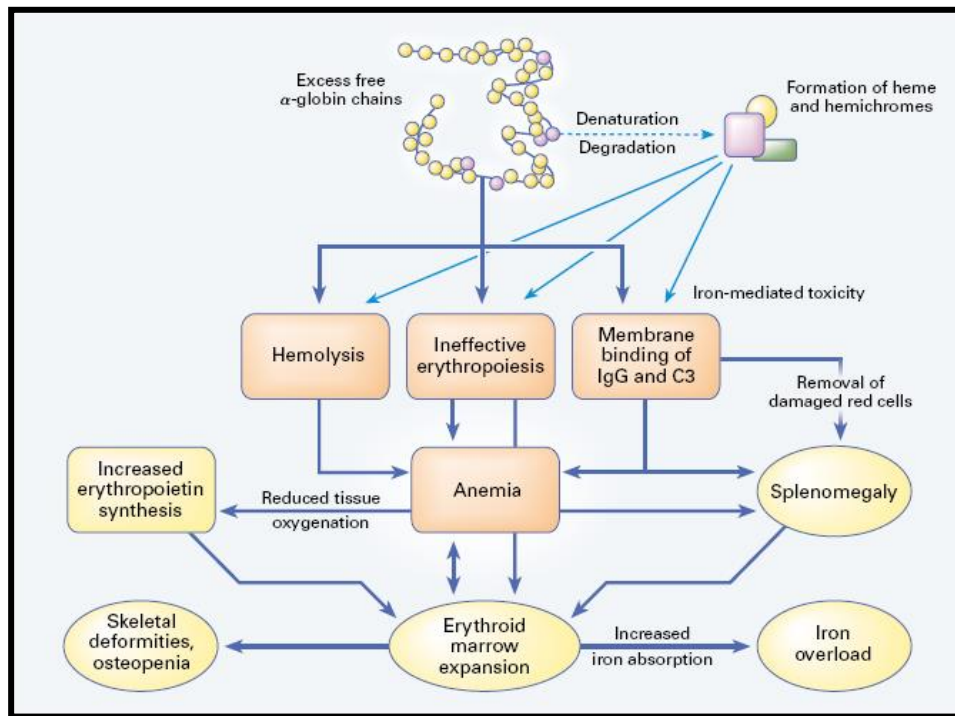 Excess free
α-globin chains
Denaturation
Degradation
Formation of heme
and hemichromes
Iron-mediated toxicity
Hemolysis
Ineffective
erythropoiesis
Membrane
binding of
IgG and C3
Removal of
damaged red cells
Increased
erythropoietin
synthesis
Reduced tissue
oxygenation
Anemia
Splenomegaly
Skeletal
deformities,
osteopenia
Erythroid
marrow
expansion
Increased
iron absorption
Iron
overload